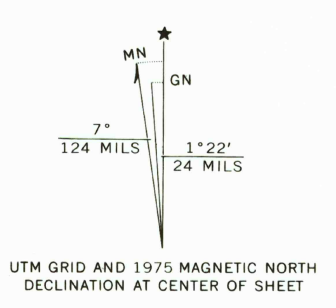 MN
GN
7°
124 MILS
1°22'
24 MILS
UTM GRID AND 1975 MAGNETIC NORTH
DECLINATION AT CENTER OF SHEET